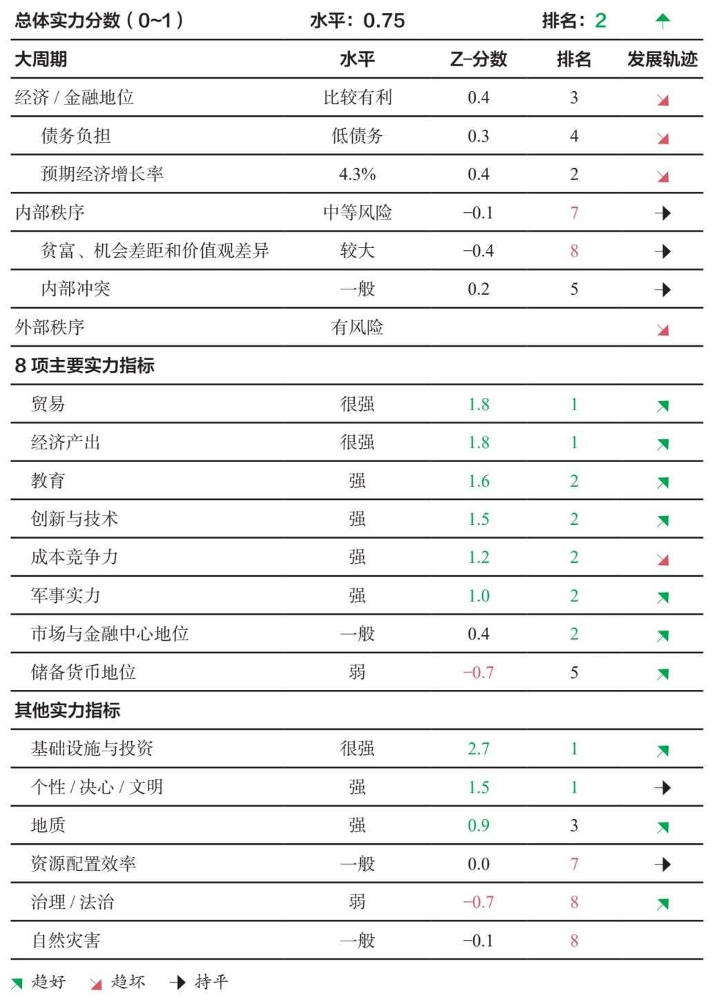 总体实力分数（0~1） 水平：0.75 排名：2
大周期 水平 Z–分数 排名 发展轨迹
经济 / 金融地位 比较有利 0.4 3
债务负担 低债务 0.3 4
预期经济增长率 4.3% 0.4 2
内部秩序 中等风险 −0.1 7
贫富、机会差距和价值观差异 较大 −0.4 8
内部冲突 一般 0.2 5
外部秩序 有风险
8 项主要实力指标
贸易 很强 1.8 1
经济产出 很强 1.8 1
教育 强 1.6 2
创新与技术 强 1.5 2
成本竞争力 强 1.2 2
军事实力 强 1.0 2
市场与金融中心地位 一般 0.4 2
储备货币地位 弱 −0.7 5
其他实力指标
基础设施与投资 很强 2.7 1
个性 / 决心 / 文明 强 1.5 1
地质 强 0.9 3
资源配置效率 一般 0.0 7
治理 / 法治 弱 −0.7 8
自然灾害 一般 −0.1 8
趋好 趋坏 持平